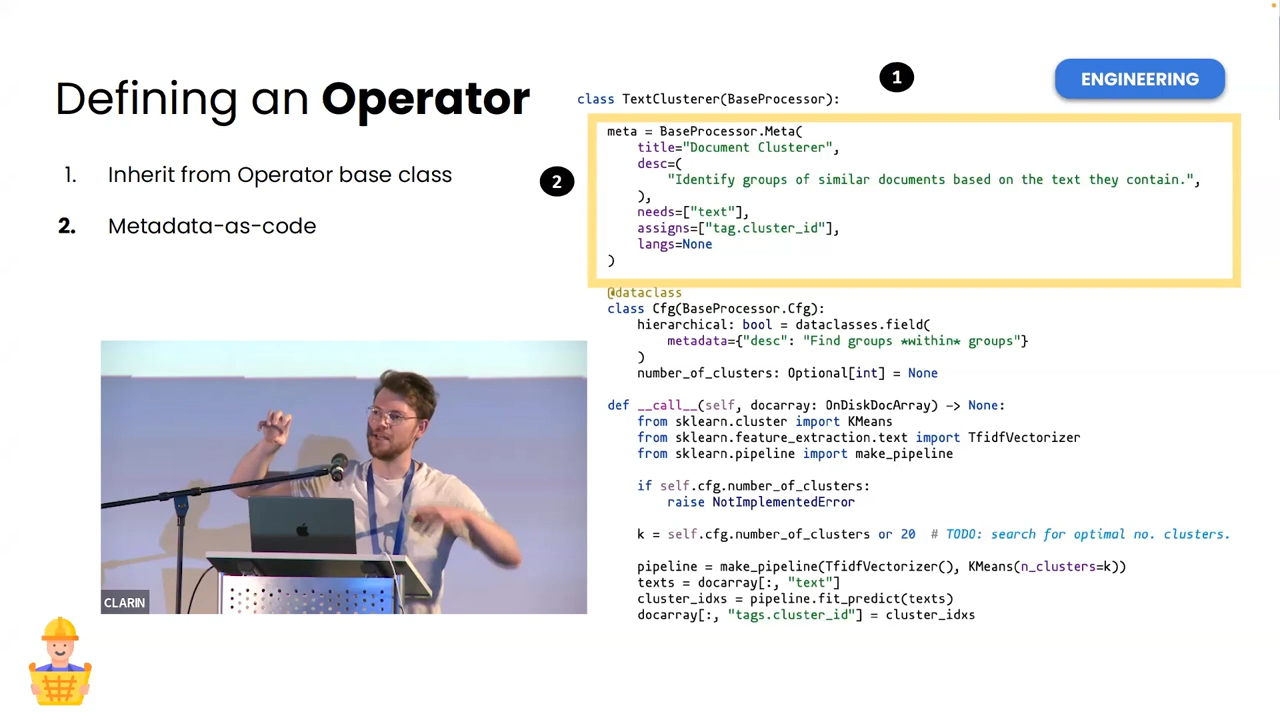 Defining an Operator
1. Inherit from Operator base class
2. Metadata-as-code
1
ENGINEERING
2
class TextClusterer(BaseProcessor):
meta = BaseProcessor.Meta(
title="Document Clusterer",
desc=(
"Identify groups of similar documents based on the text they contain.",
),
needs=["text"],
assigns=["tag.cluster_id"],
langs=None
)
@dataclass
class Cfg(BaseProcessor.Cfg):
hierarchical: bool = dataclasses.field(
metadata={"desc": "Find groups *within* groups"}
)
number_of_clusters: Optional[int] = None
def __call__(self, docarray: OnDiskDocArray) -> None:
from sklearn.cluster import KMeans
from sklearn.feature_extraction.text import TfidfVectorizer
from sklearn.pipeline import make_pipeline
if self.cfg.number_of_clusters:
raise NotImplementedError
k = self.cfg.number_of_clusters or 20 # TODO: search for optimal no. clusters.
pipeline = make_pipeline(TfidfVectorizer(), KMeans(n_clusters=k))
texts = docarray[:, "text"]
cluster_idxs = pipeline.fit_predict(texts)
docarray[:, "tags.cluster_id"] = cluster_idxs
CLARIN